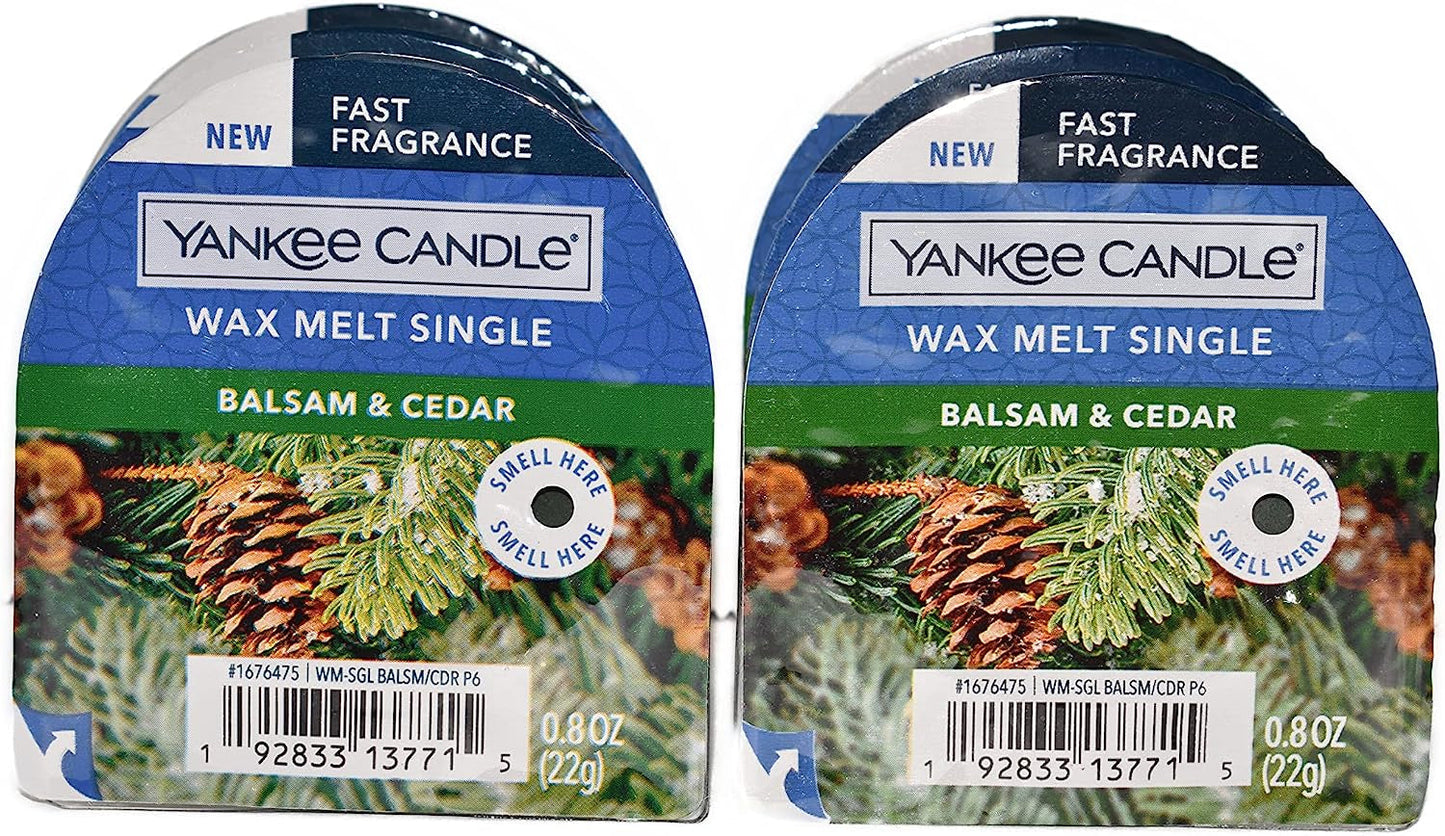 NEW
FAST
FRAGRANCE
YANKEE CANDLE®
WAX MELT SINGLE
BALSAM & CEDAR
SMELL HERE
SMELL HERE
#1676475 | WM-SGL BALSM/CDR P6
1 92833 13771 5
0.8 OZ
(22g)
NEW
FAST
FRAGRANCE
YANKEE CANDLE®
WAX MELT SINGLE
BALSAM & CEDAR
SMELL HERE
SMELL HERE
#1676475 | WM-SGL BALSM/CDR P6
1 92833 13771 5
0.8 OZ
(22g)